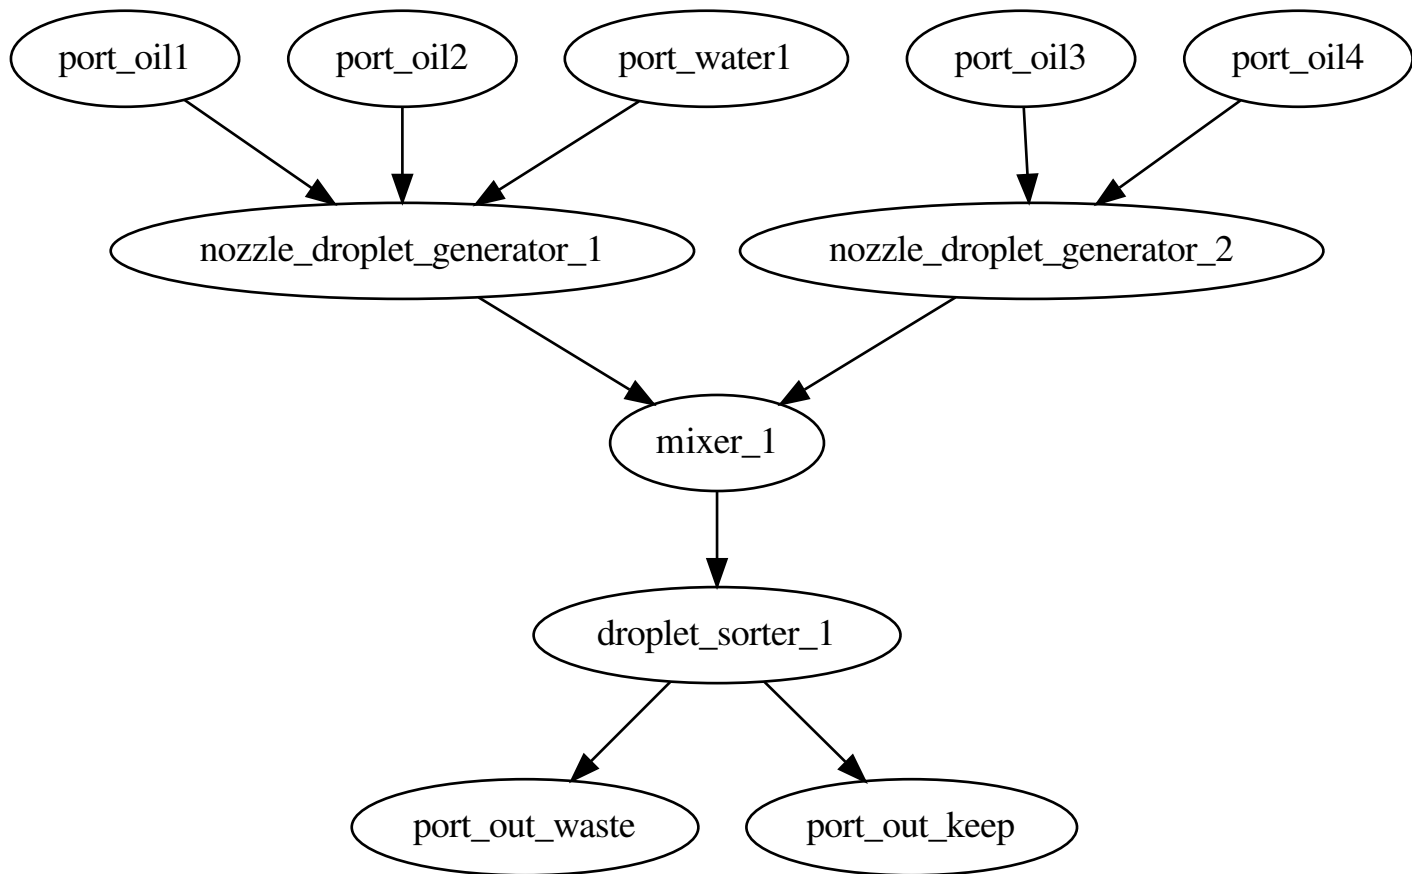 port_oil1
port_oil2
port_water1
port_oil3
port_oil4
nozzle_droplet_generator_1
nozzle_droplet_generator_2
mixer_1
droplet_sorter_1
port_out_waste
port_out_keep